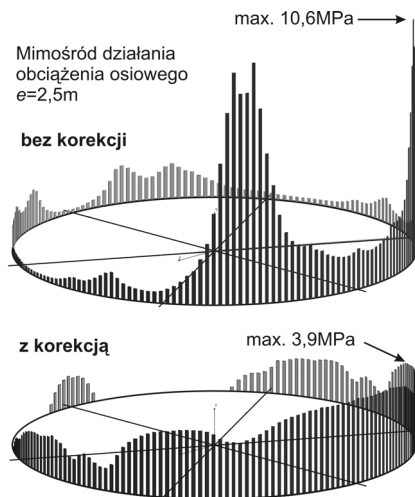 max. 10,6MPa
Mimośród działania
obciążenia osiowego
e=2,5m
bez korekcji
z korekcją
max. 3,9MPa